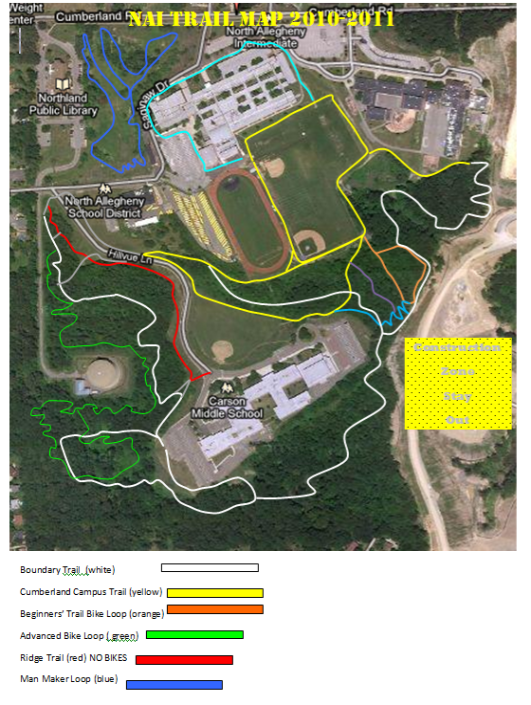 NAI TRAIL MAP 2010-2011
Cumberland Rd
North Allegheny
Intermediate
Northland
Public Library
North Allegheny
School District
Hillvue Ln
Carson
Middle School
Construction
Zone
Stay
Out
Boundary Trail (white)
Cumberland Campus Trail (yellow)
Beginners' Trail Bike Loop (orange)
Advanced Bike Loop ( green)
Ridge Trail (red) NO BIKES
Man Maker Loop (blue)